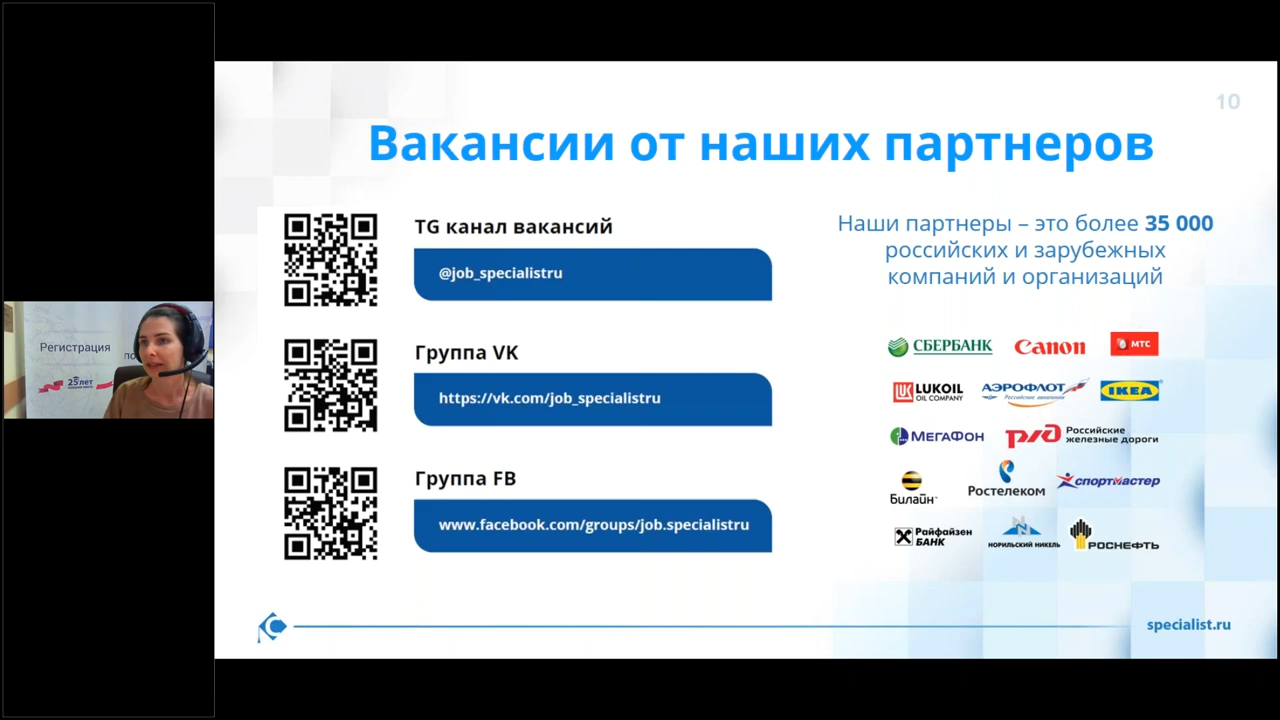 10
Вакансии от наших партнеров
TG канал вакансий
@job_specialistru
Группа VK
https://vk.com/job_specialistru
Группа FB
www.facebook.com/groups/job.specialistru
Наши партнеры – это более 35 000
российских и зарубежных
компаний и организаций
СБЕРБАНК
Canon
МТС
LUKOIL
OIL COMPANY
АЭРОФЛОТ
Российские авиалинии
IKEA
МЕГАФОН
РЖД
Российские
железные дороги
Билайн
Ростелеком
СПОРТМАСТЕР
Райффайзен
БАНК
НОРИЛЬСКИЙ НИКЕЛЬ
РОСНЕФТЬ
specialist.ru
Регистрация
по
25 лет